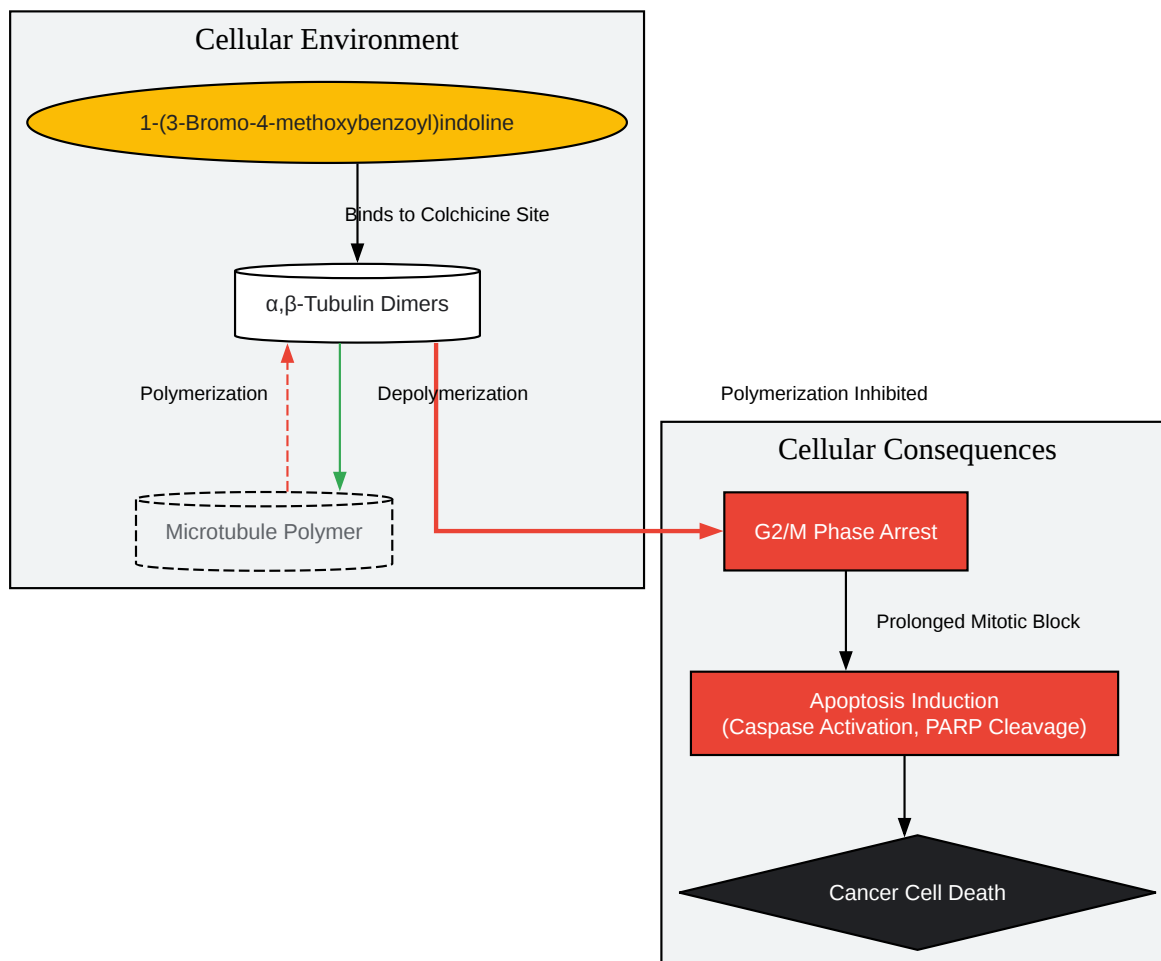 Cellular Environment
1-(3-Bromo-4-methoxybenzoyl)indoline
Binds to Colchicine Site
α,β-Tubulin Dimers
Polymerization
Depolymerization
Polymerization Inhibited
Microtubule Polymer
Cellular Consequences
G2/M Phase Arrest
Prolonged Mitotic Block
Apoptosis Induction
(Caspase Activation, PARP Cleavage)
Cancer Cell Death